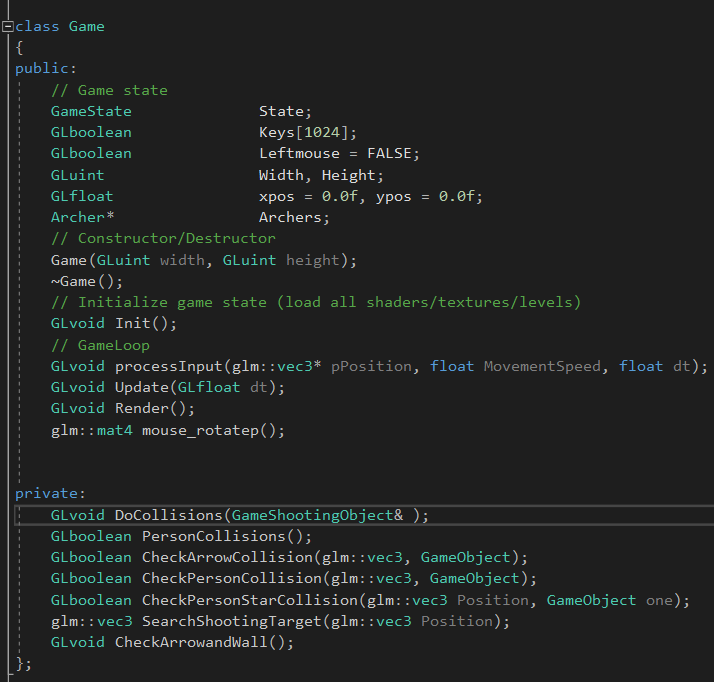 class Game
{
public:
// Game state
GameState State;
GLboolean Keys[1024];
GLboolean Leftmouse = FALSE;
GLuint Width, Height;
GLfloat xpos = 0.0f, ypos = 0.0f;
Archer* Archers;
// Constructor/Destructor
Game(GLuint width, GLuint height);
~Game();
// Initialize game state (load all shaders/textures/levels)
GLvoid Init();
// GameLoop
GLvoid processInput(glm::vec3* pPosition, float MovementSpeed, float dt);
GLvoid Update(GLfloat dt);
GLvoid Render();
glm::mat4 mouse_rotatep();
private:
GLvoid DoCollisions(GameShootingObject& );
GLboolean PersonCollisions();
GLboolean CheckArrowCollision(glm::vec3, GameObject);
GLboolean CheckPersonCollision(glm::vec3, GameObject);
GLboolean CheckPersonStarCollision(glm::vec3 Position, GameObject one);
glm::vec3 SearchShootingTarget(glm::vec3 Position);
GLvoid CheckArrowandWall();
};